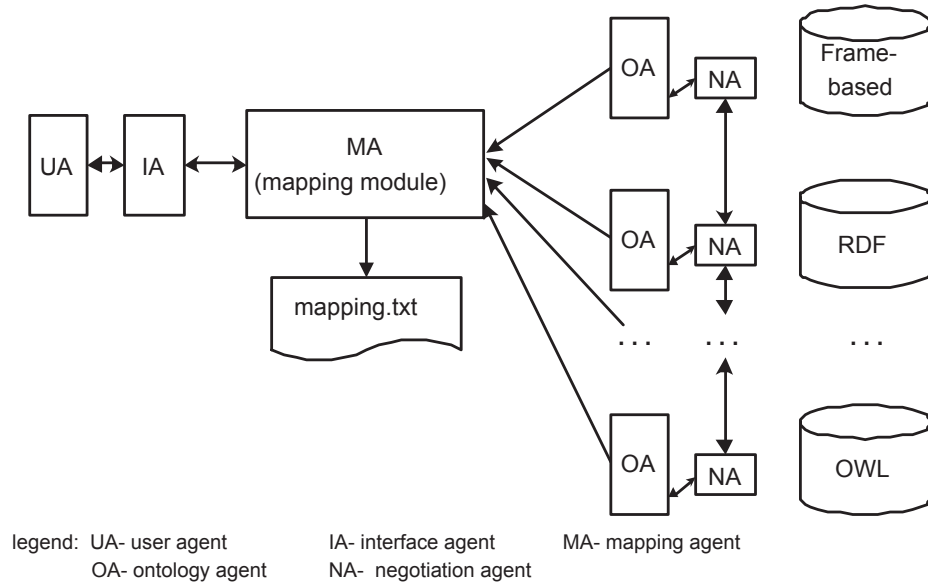 Frame-
based
OA
NA
MA
(mapping module)
UA
IA
OA
NA
RDF
mapping.txt
... ... ...
OA
NA
OWL
legend: UA- user agent IA- interface agent MA- mapping agent
OA- ontology agent NA- negotiation agent